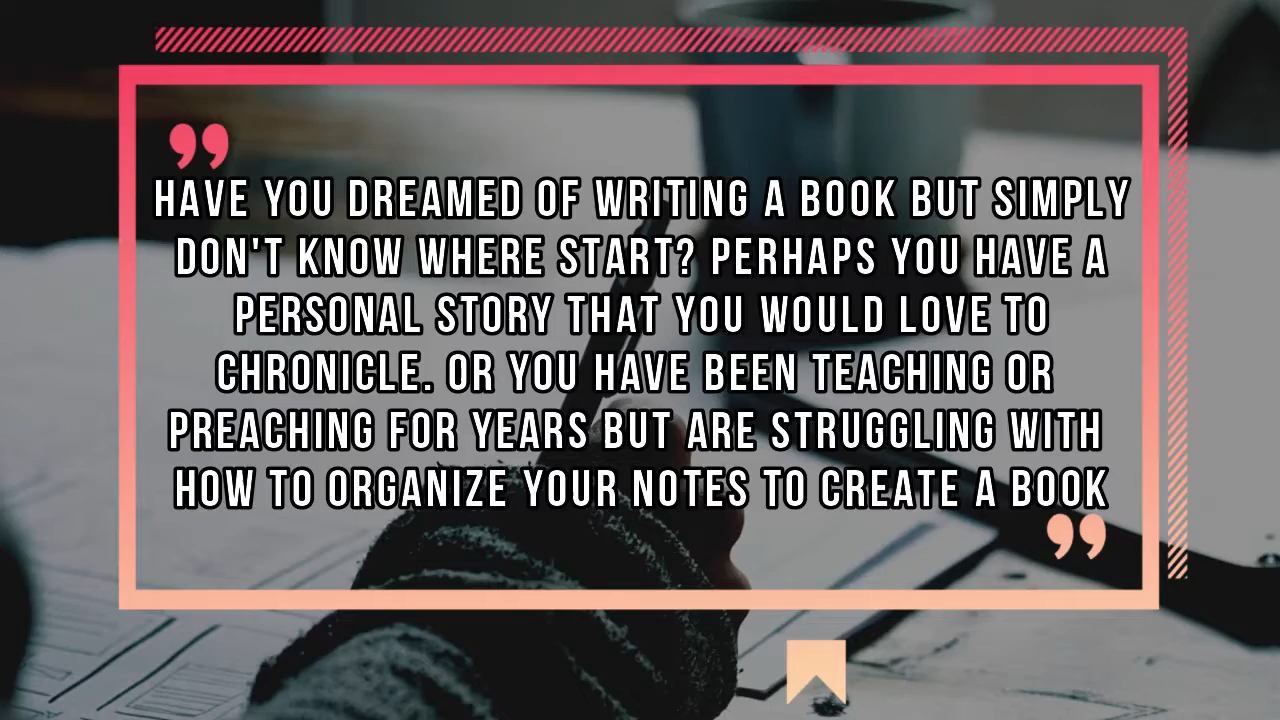 HAVE YOU DREAMED OF WRITING A BOOK BUT SIMPLY
DON'T KNOW WHERE START? PERHAPS YOU HAVE A
PERSONAL STORY THAT YOU WOULD LOVE TO
CHRONICLE. OR YOU HAVE BEEN TEACHING OR
PREACHING FOR YEARS BUT ARE STRUGGLING WITH
HOW TO ORGANIZE YOUR NOTES TO CREATE A BOOK